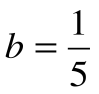 b = 1/5